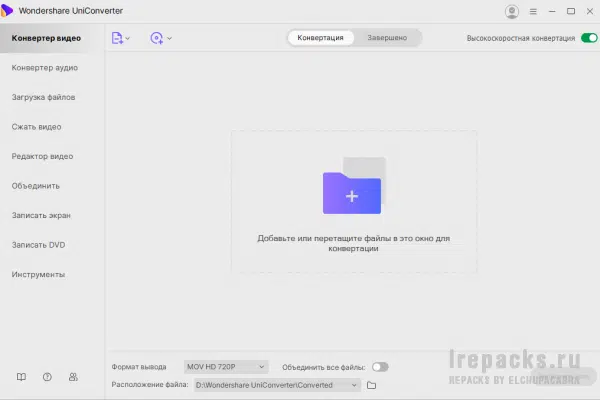 Wondershare UniConverter
Конвертер видео
Конвертация
Завершено
Высокоскоростная конвертация
Конвертер аудио
Загрузка файлов
Сжать видео
Редактор видео
Объединить
Записать экран
Записать DVD
Инструменты
Добавьте или перетащите файлы в это окно для
конвертации
Формат вывода
MOV HD 720P
Объединить все файлы:
Расположение файла:
D:\Wondershare UniConverter\Converted
1repacks.ru
REPACKS BY ELCHUPACABRA